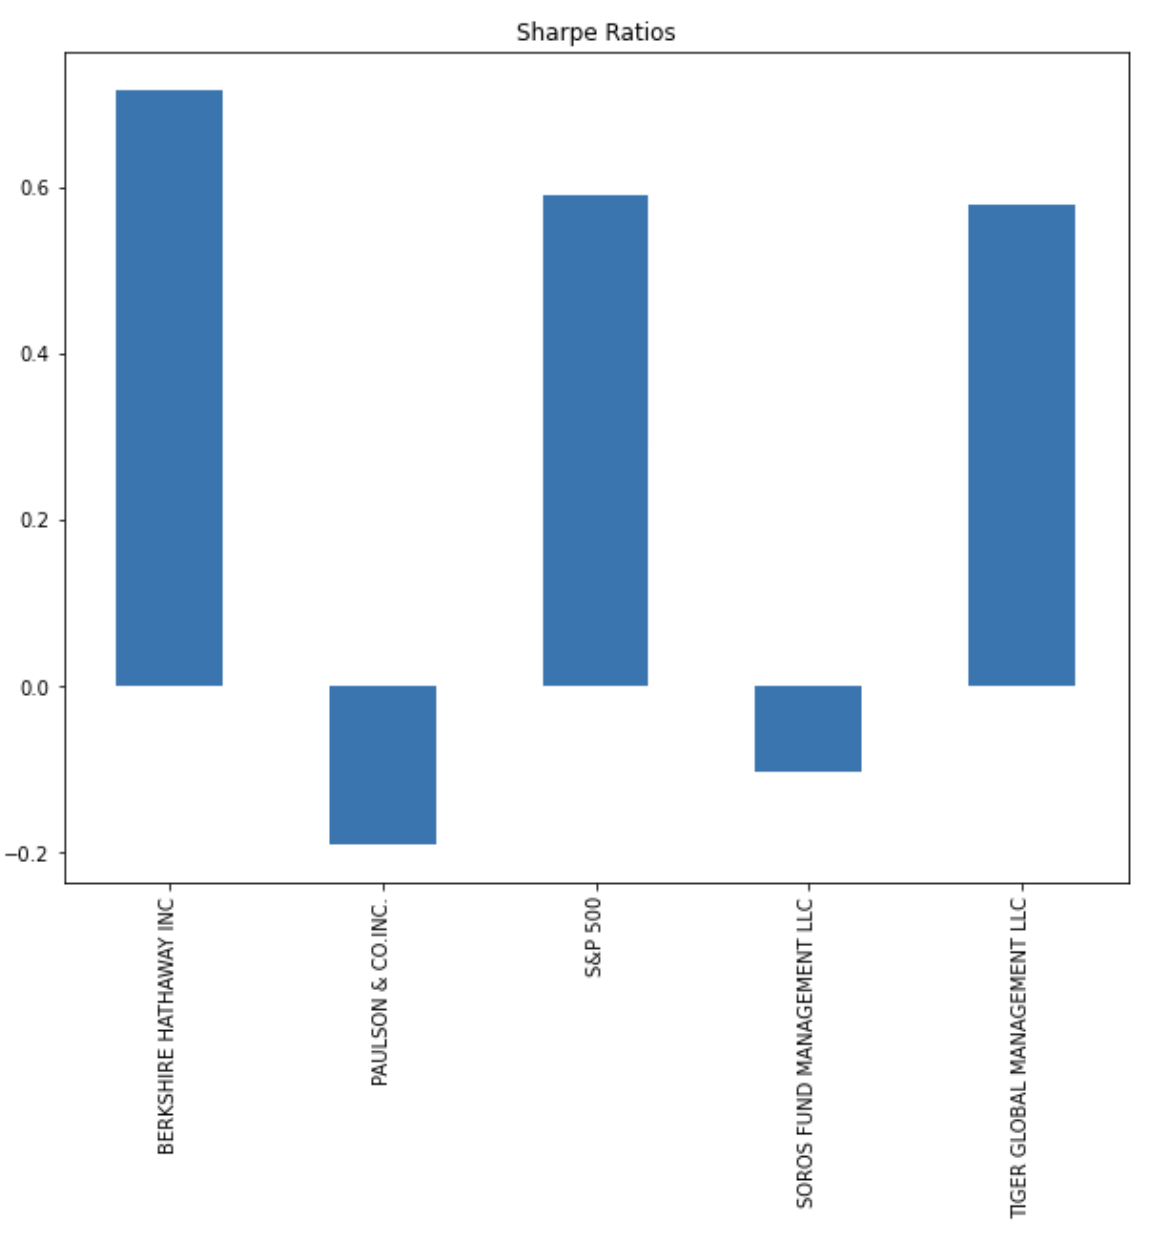 Sharpe Ratios
0.6
0.4
0.2
0.0
−0.2
BERKSHIRE HATHAWAY INC
PAULSON & CO.INC.
S&P 500
SOROS FUND MANAGEMENT LLC
TIGER GLOBAL MANAGEMENT LLC